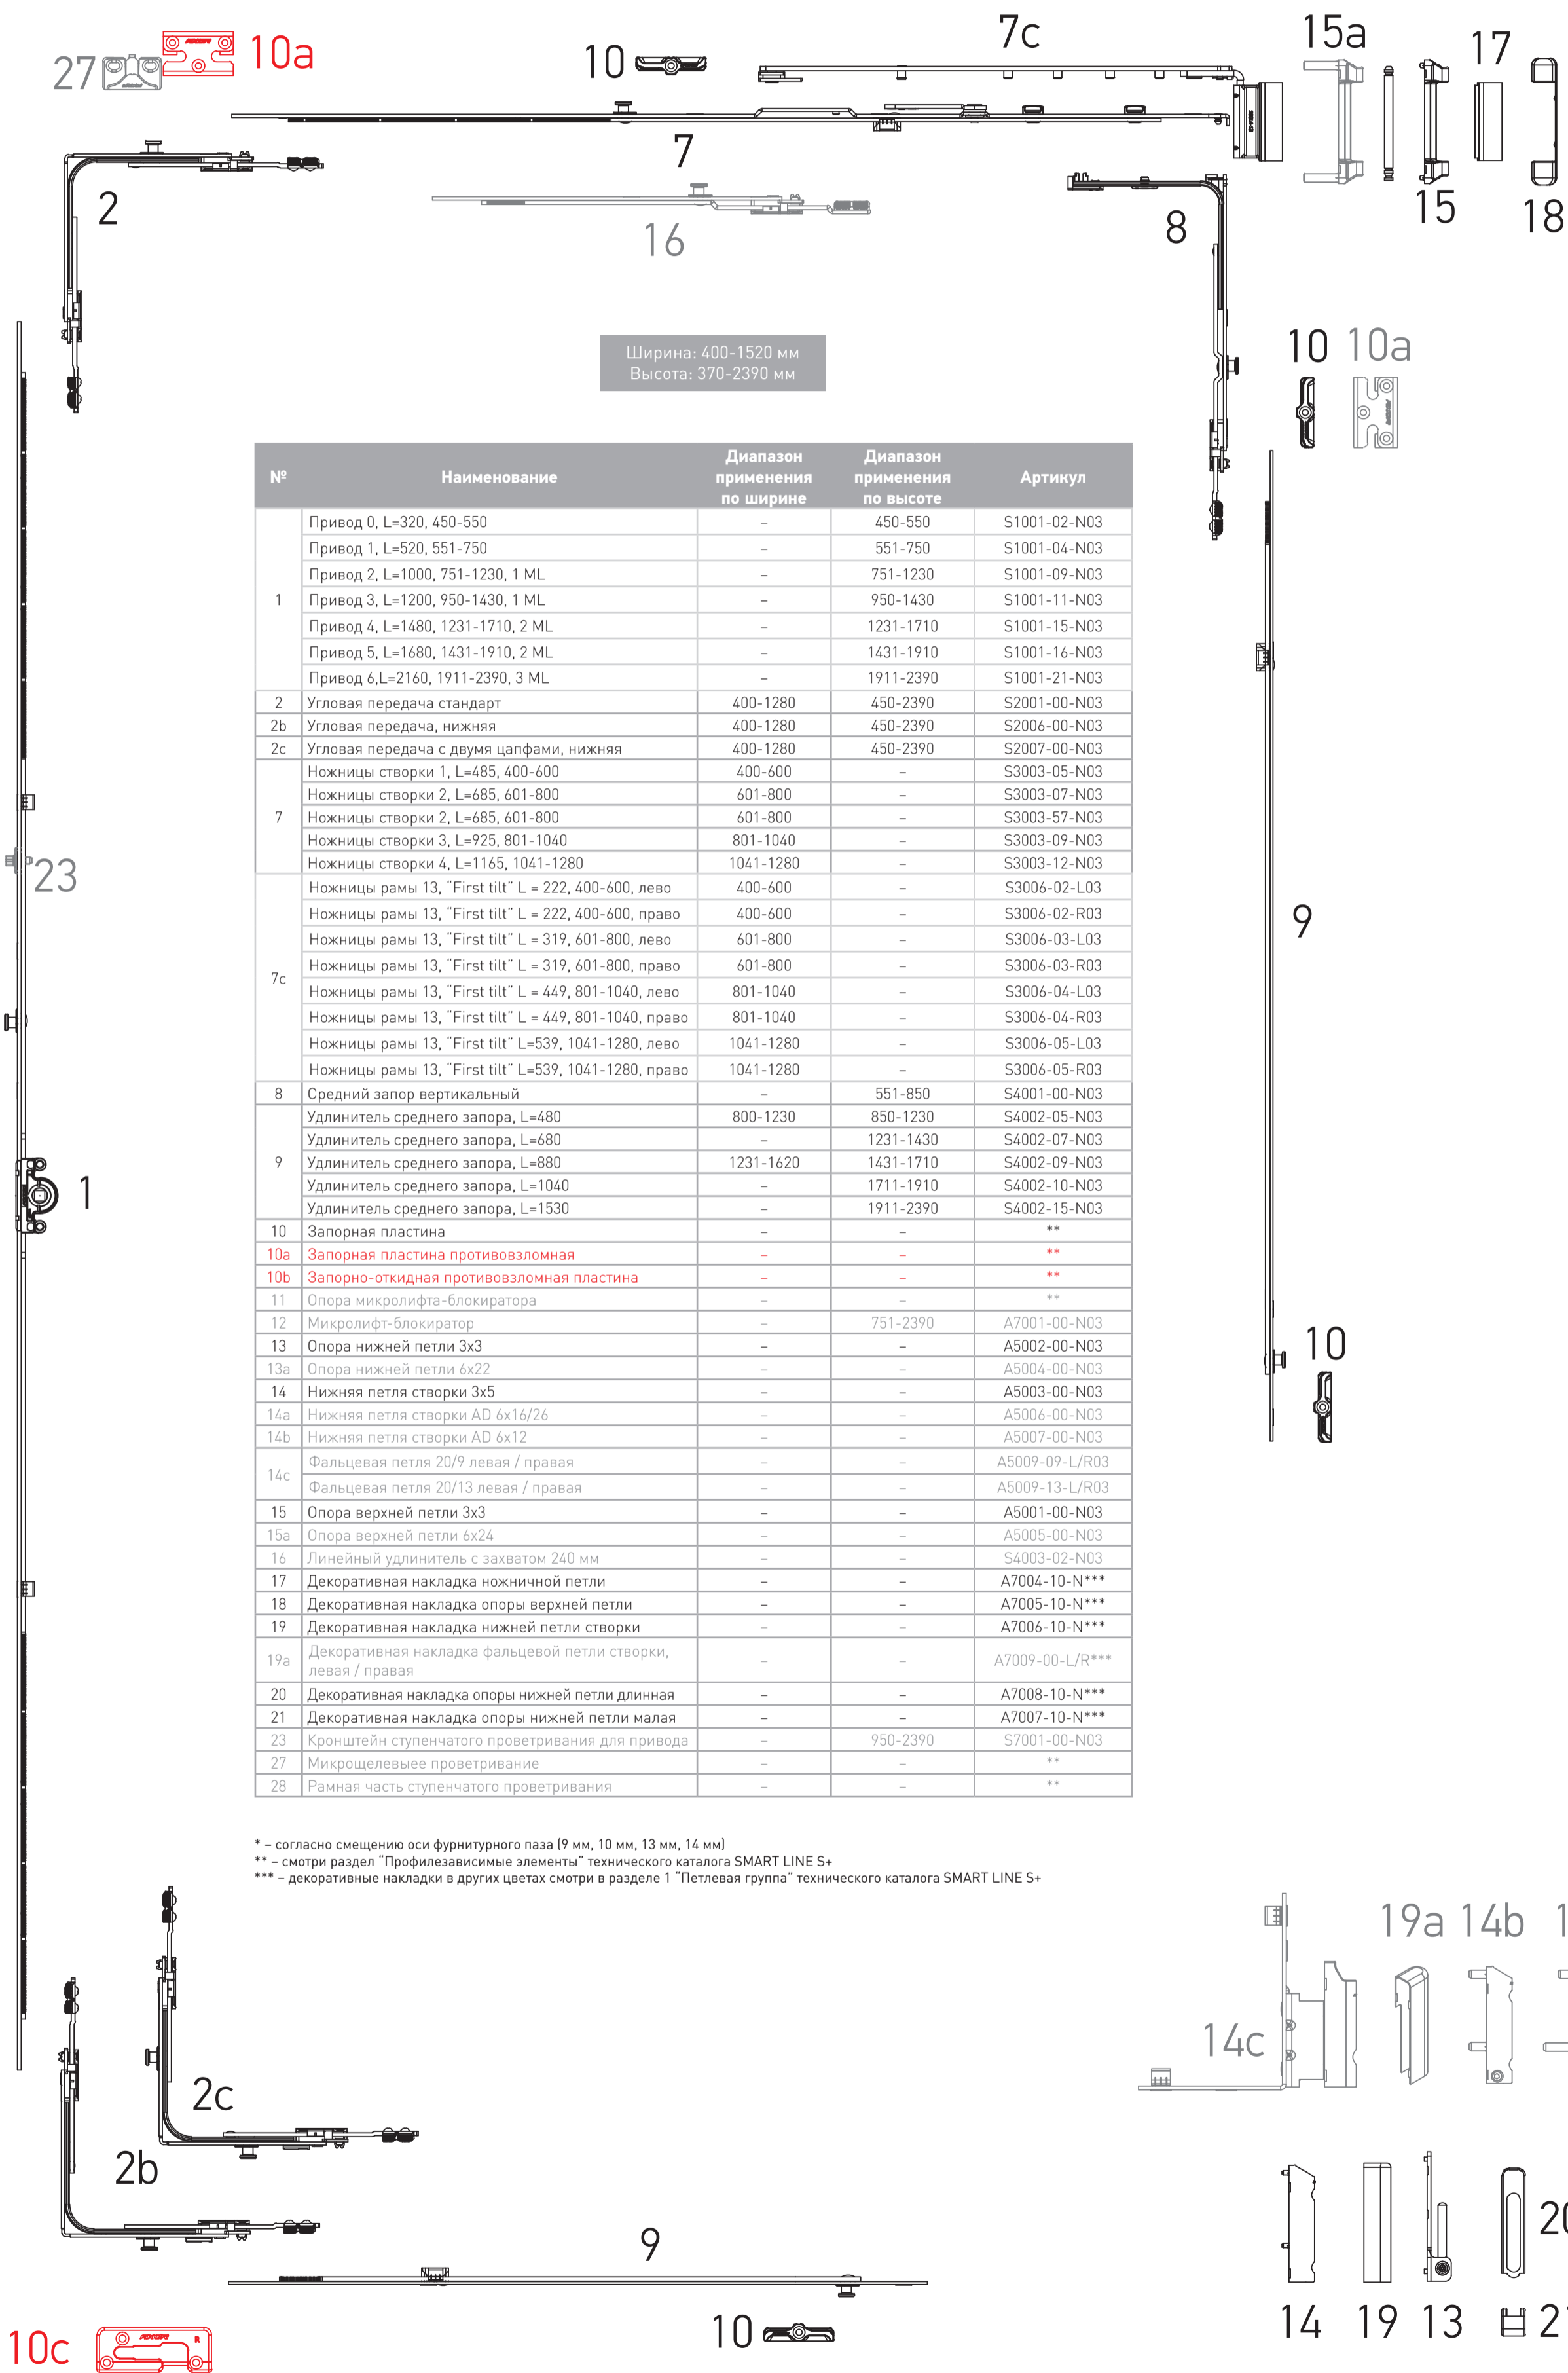 7c
15a
17
27
10a
10
7
2
16
8
15
18
Ширина: 400-1520 мм
Высота: 370-2390 мм
10 10a
№ Наименование Диапазон применения по ширине Диапазон применения по высоте Артикул
1
Привод 0, L=320, 450-550 – 450-550 S1001-02-N03
Привод 1, L=520, 551-750 – 551-750 S1001-04-N03
Привод 2, L=1000, 751-1230, 1 ML – 751-1230 S1001-09-N03
Привод 3, L=1200, 950-1430, 1 ML – 950-1430 S1001-11-N03
Привод 4, L=1480, 1231-1710, 2 ML – 1231-1710 S1001-15-N03
Привод 5, L=1680, 1431-1910, 2 ML – 1431-1910 S1001-16-N03
Привод 6,L=2160, 1911-2390, 3 ML – 1911-2390 S1001-21-N03
2 Угловая передача стандарт 400-1280 450-2390 S2001-00-N03
2b Угловая передача, нижняя 400-1280 450-2390 S2006-00-N03
2c Угловая передача с двумя цапфами, нижняя 400-1280 450-2390 S2007-00-N03
7
Ножницы створки 1, L=485, 400-600 400-600 – S3003-05-N03
Ножницы створки 2, L=685, 601-800 601-800 – S3003-07-N03
Ножницы створки 2, L=685, 601-800 601-800 – S3003-57-N03
Ножницы створки 3, L=925, 801-1040 801-1040 – S3003-09-N03
Ножницы створки 4, L=1165, 1041-1280 1041-1280 – S3003-12-N03
7c
Ножницы рамы 13, "First tilt" L = 222, 400-600, лево 400-600 – S3006-02-L03
Ножницы рамы 13, "First tilt" L = 222, 400-600, право 400-600 – S3006-02-R03
Ножницы рамы 13, "First tilt" L = 319, 601-800, лево 601-800 – S3006-03-L03
Ножницы рамы 13, "First tilt" L = 319, 601-800, право 601-800 – S3006-03-R03
Ножницы рамы 13, "First tilt" L = 449, 801-1040, лево 801-1040 – S3006-04-L03
Ножницы рамы 13, "First tilt" L = 449, 801-1040, право 801-1040 – S3006-04-R03
Ножницы рамы 13, "First tilt" L=539, 1041-1280, лево 1041-1280 – S3006-05-L03
Ножницы рамы 13, "First tilt" L=539, 1041-1280, право 1041-1280 – S3006-05-R03
8 Средний запор вертикальный – 551-850 S4001-00-N03
9
Удлинитель среднего запора, L=480 800-1230 850-1230 S4002-05-N03
Удлинитель среднего запора, L=680 – 1231-1430 S4002-07-N03
Удлинитель среднего запора, L=880 1231-1620 1431-1710 S4002-09-N03
Удлинитель среднего запора, L=1040 – 1711-1910 S4002-10-N03
Удлинитель среднего запора, L=1530 – 1911-2390 S4002-15-N03
10 Запорная пластина – – **
10a Запорная пластина противовзломная – – **
10b Запорно-откидная противовзломная пластина – – **
11 Опора микролифта-блокиратора – – **
12 Микролифт-блокиратор – 751-2390 A7001-00-N03
13 Опора нижней петли 3x3 – – A5002-00-N03
13a Опора нижней петли 6x22 – – A5004-00-N03
14 Нижняя петля створки 3x5 – – A5003-00-N03
14a Нижняя петля створки AD 6x16/26 – – A5006-00-N03
14b Нижняя петля створки AD 6x12 – – A5007-00-N03
14c
Фальцевая петля 20/9 левая / правая – – A5009-09-L/R03
Фальцевая петля 20/13 левая / правая – – A5009-13-L/R03
15 Опора верхней петли 3x3 – – A5001-00-N03
15a Опора верхней петли 6x24 – – A5005-00-N03
16 Линейный удлинитель с захватом 240 мм – – S4003-02-N03
17 Декоративная накладка ножничной петли – – A7004-10-N***
18 Декоративная накладка опоры верхней петли – – A7005-10-N***
19 Декоративная накладка нижней петли створки – – A7006-10-N***
19a Декоративная накладка фальцевой петли створки,
левая / правая – – A7009-00-L/R***
20 Декоративная накладка опоры нижней петли длинная – – A7008-10-N***
21 Декоративная накладка опоры нижней петли малая – – A7007-10-N***
23 Кронштейн ступенчатого проветривания для привода – 950-2390 S7001-00-N03
27 Микрощелевыее проветривание – – **
28 Рамная часть ступенчатого проветривания – – **
23
9
1
10
* – согласно смещению оси фурнитурного паза (9 мм, 10 мм, 13 мм, 14 мм)
** – смотри раздел "Профилезависимые элементы" технического каталога SMART LINE S+
*** – декоративные накладки в других цветах смотри в разделе 1 "Петлевая группа" технического каталога SMART LINE S+
19a 14b
14c
2c
2b
9
14 19 13
10
10c
R